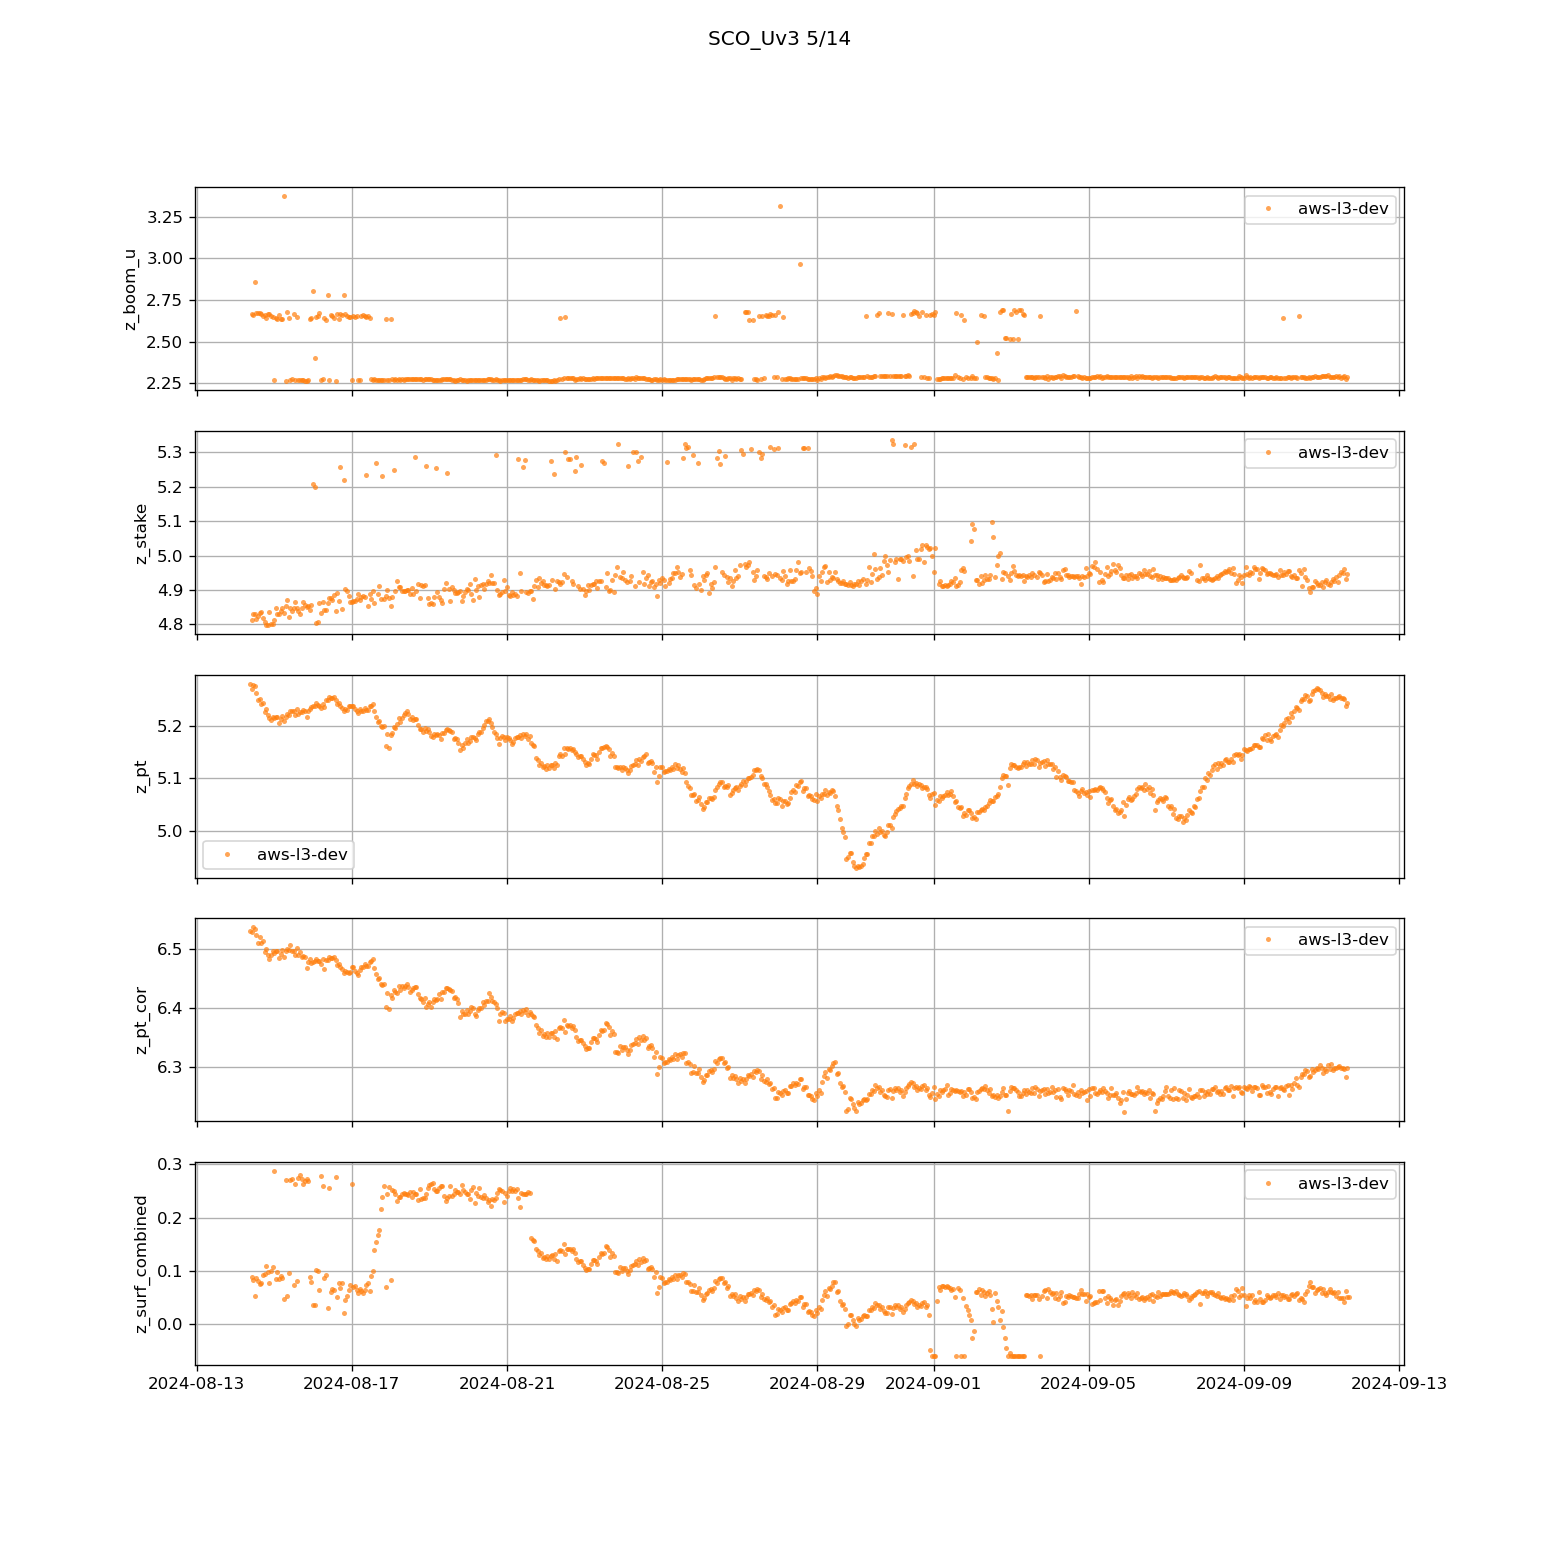 SCO_Uv3 5/14
z_boom_u
3.25
3.00
2.75
2.50
2.25
aws-l3-dev
z_stake
5.3
5.2
5.1
5.0
4.9
4.8
aws-l3-dev
z_pt
5.2
5.1
5.0
aws-l3-dev
z_pt_cor
6.5
6.4
6.3
aws-l3-dev
z_surf_combined
0.3
0.2
0.1
0.0
aws-l3-dev
2024-08-13 2024-08-17 2024-08-21 2024-08-25 2024-08-29 2024-09-01 2024-09-05 2024-09-09 2024-09-13